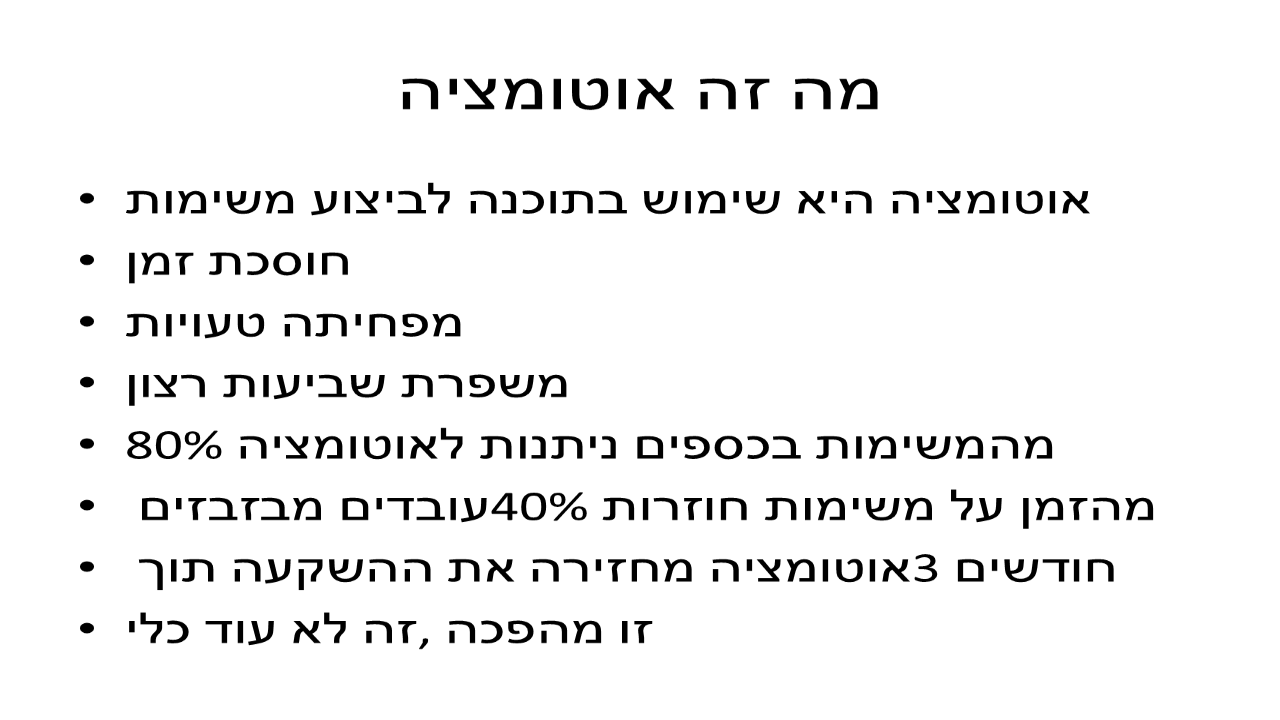 מה זה אוטומציה
• אוטומציה היא שימוש בתוכנה לביצוע משימות
• חוסכת זמן
• מפחיתה טעויות
• משפרת שביעות רצון
• 80% מהמשימות בכספים ניתנות לאוטומציה
• עובדים מבזבזים 40% מהזמן על משימות חוזרות
• אוטומציה מחזירה את ההשקעה תוך 3 חודשים
• זה לא עוד כלי, זו מהפכה